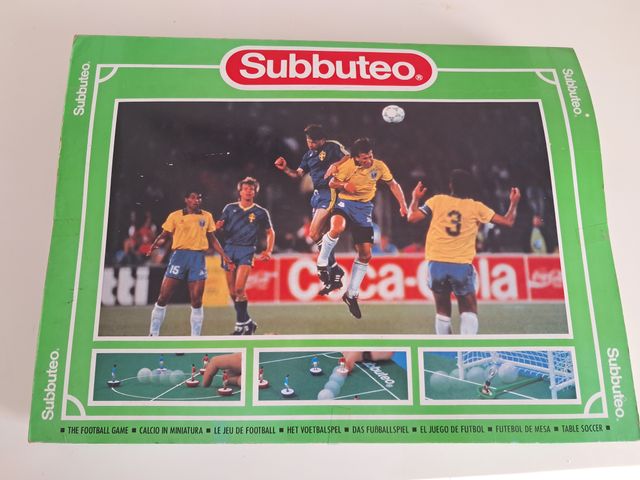 Subbuteo®
Subbuteo.
Subbuteo.
15
3
Coca-Cola
Subbuteo.
Subbuteo.
Subbuteo.
■ THE FOOTBALL GAME ■ CALCIO IN MINIATURA ■ LE JEU DE FOOTBALL ■ HET VOETBALSPEL ■ DAS FUßBALLSPIEL ■ EL JUEGO DE FUTBOL ■ FUTEBOL DE MESA ■ TABLE SOCCER ■